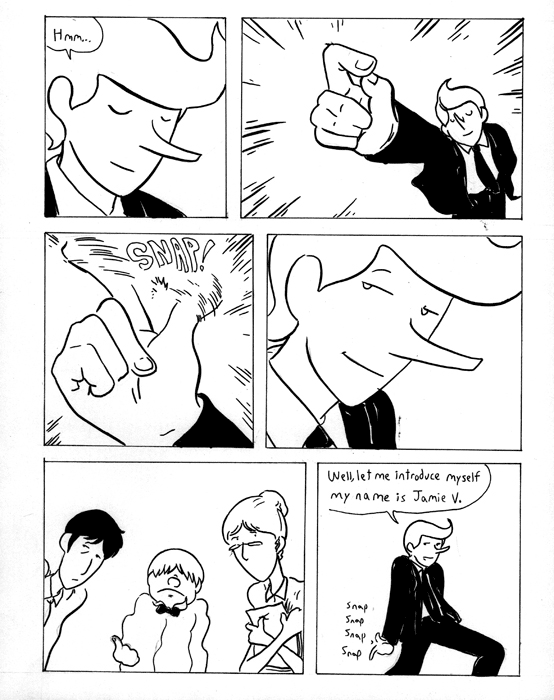 Hmm...
SNAP!
Well, let me introduce myself
my name is Jamie V.
snap
snap
snap
snap